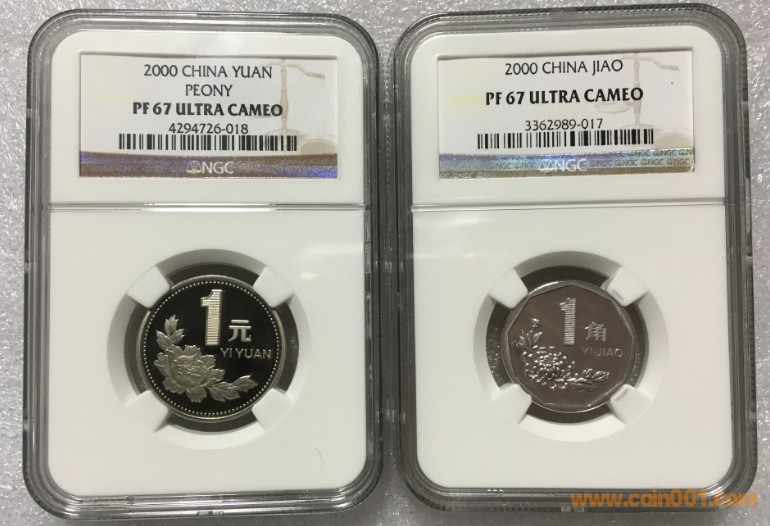 2000 CHINA YUAN
PEONY
PF 67 ULTRA CAMEO
4294726-018
NGC
1元
YI YUAN
2000 CHINA JIAO
PF 67 ULTRA CAMEO
3362989-017
NGC
1角
YI JIAO
www.coin001.com